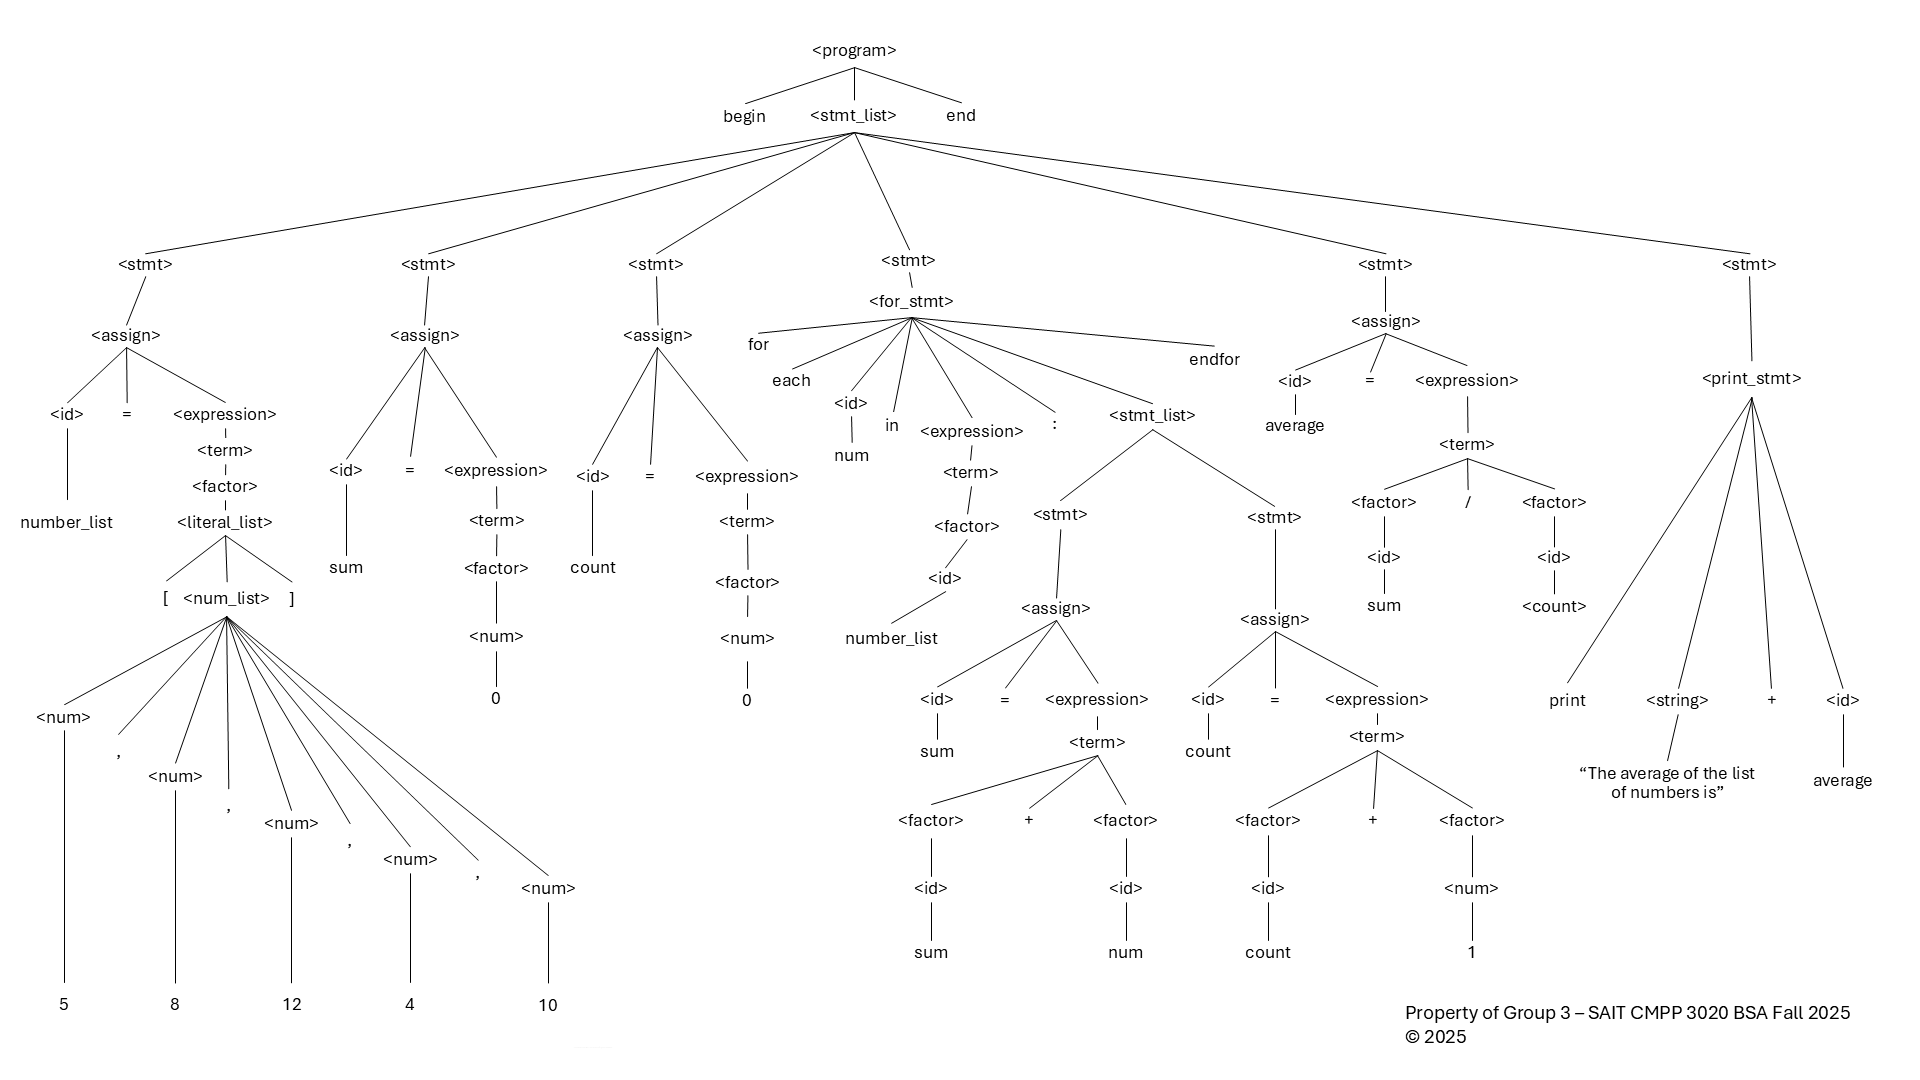 <program>
begin <stmt_list> end
<stmt> <stmt> <stmt> <stmt> <stmt> <stmt>
<for_stmt>
<assign> <assign> <assign> <assign>
for endfor
each <id> = <expression> <print_stmt>
<id> = <expression> <id> in <expression> : <stmt_list> average
<term> num <term>
<id> = <expression> <id> = <expression> <term>
<factor> <factor> / <factor>
number_list <literal_list> <term> <term> <factor> <stmt> <stmt>
sum <factor> count <factor> <id> <id> <id>
[ <num_list> ] <assign> <assign> sum <count>
<num> <num> number_list
0 0 <id> = <expression> <id> = <expression> print <string> + <id>
<num> , sum <term> count <term>
<num> “The average of the list average
of numbers is”
, <num> , <factor> + <factor> <factor> + <factor>
<num> , <num> <id> <id> <id> <num>
sum num count 1
5 8 12 4 10
Property of Group 3 – SAIT CMPP 3020 BSA Fall 2025
© 2025